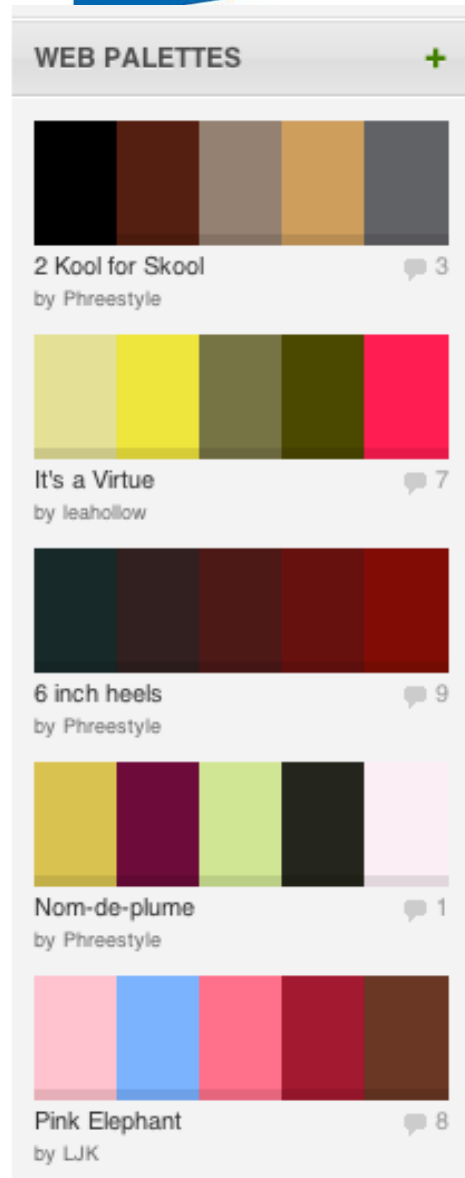 WEB PALETTES +
2 Kool for Skool 3
by Phreestyle
It's a Virtue 7
by leahollow
6 inch heels 9
by Phreestyle
Nom-de-plume 1
by Phreestyle
Pink Elephant 8
by LJK